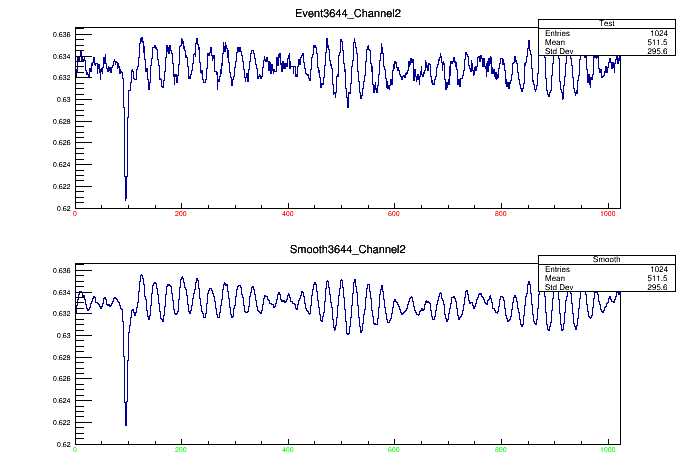 Event3644_Channel2
Test
Entries 1024
Mean 511.5
Std Dev 295.6
0.636
0.634
0.632
0.63
0.628
0.626
0.624
0.622
0.62
0 200 400 600 800 1000
Smooth3644_Channel2
Smooth
Entries 1024
Mean 511.5
Std Dev 295.6
0.636
0.634
0.632
0.63
0.628
0.626
0.624
0.622
0.62
0 200 400 600 800 1000